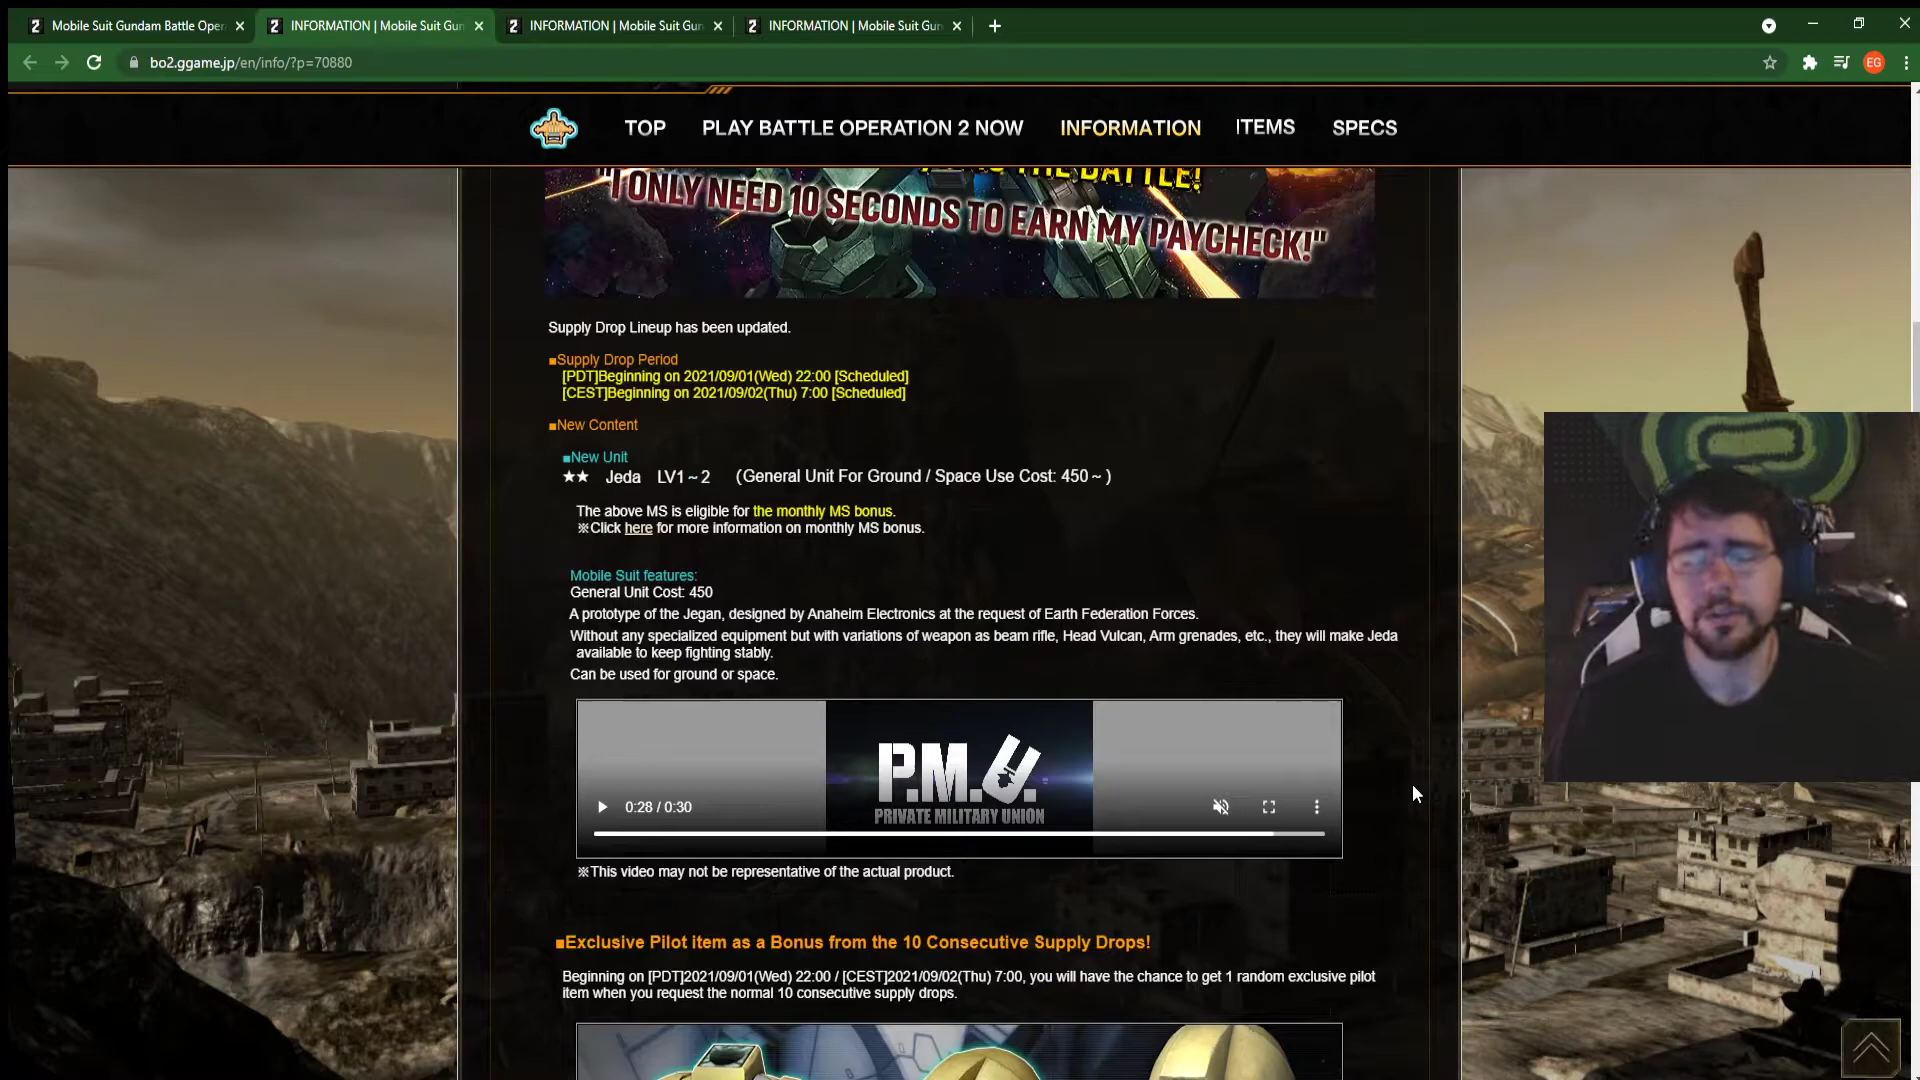 Mobile Suit Gundam Battle Oper
INFORMATION | Mobile Suit Gun
INFORMATION | Mobile Suit Gun
INFORMATION | Mobile Suit Gun
bo2.ggame.jp/en/info/?p=70880
EG
TOP
PLAY BATTLE OPERATION 2 NOW
INFORMATION
ITEMS
SPECS
THE BATTLE!
"I ONLY NEED 10 SECONDS TO EARN MY PAYCHECK!"
Supply Drop Lineup has been updated.
■Supply Drop Period
[PDT]Beginning on 2021/09/01(Wed) 22:00 [Scheduled]
[CEST]Beginning on 2021/09/02(Thu) 7:00 [Scheduled]
■New Content
■New Unit
★★ Jeda LV1~2 (General Unit For Ground / Space Use Cost: 450~)
The above MS is eligible for the monthly MS bonus.
※Click here for more information on monthly MS bonus.
Mobile Suit features:
General Unit Cost: 450
A prototype of the Jegan, designed by Anaheim Electronics at the request of Earth Federation Forces.
Without any specialized equipment but with variations of weapon as beam rifle, Head Vulcan, Arm grenades, etc., they will make Jeda
available to keep fighting stably.
Can be used for ground or space.
P.M.U.
PRIVATE MILITARY UNION
0:28 / 0:30
※This video may not be representative of the actual product.
■Exclusive Pilot item as a Bonus from the 10 Consecutive Supply Drops!
Beginning on [PDT]2021/09/01(Wed) 22:00 / [CEST]2021/09/02(Thu) 7:00, you will have the chance to get 1 random exclusive pilot
item when you request the normal 10 consecutive supply drops.